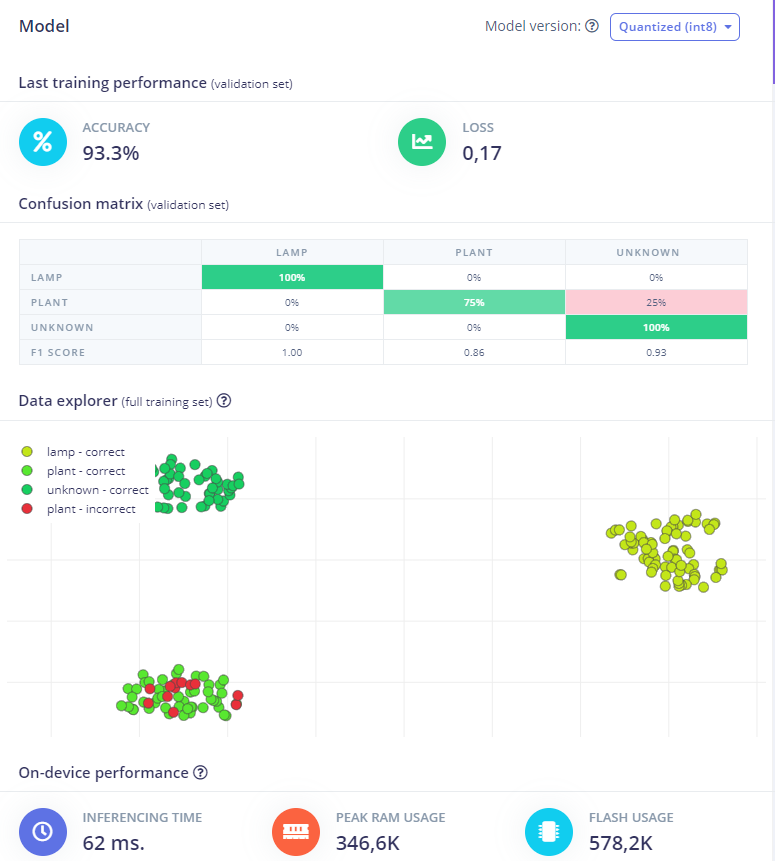 Model
Model version: ? Quantized (int8)
Last training performance (validation set)
% ACCURACY LOSS
93.3% 0,17
Confusion matrix (validation set)
LAMP PLANT UNKNOWN
LAMP 100% 0% 0%
PLANT 0% 75% 25%
UNKNOWN 0% 0% 100%
F1 SCORE 1.00 0.86 0.93
Data explorer (full training set) ?
lamp - correct
plant - correct
unknown - correct
plant - incorrect
On-device performance ?
INFERENCING TIME PEAK RAM USAGE FLASH USAGE
62 ms. 346,6K 578,2K